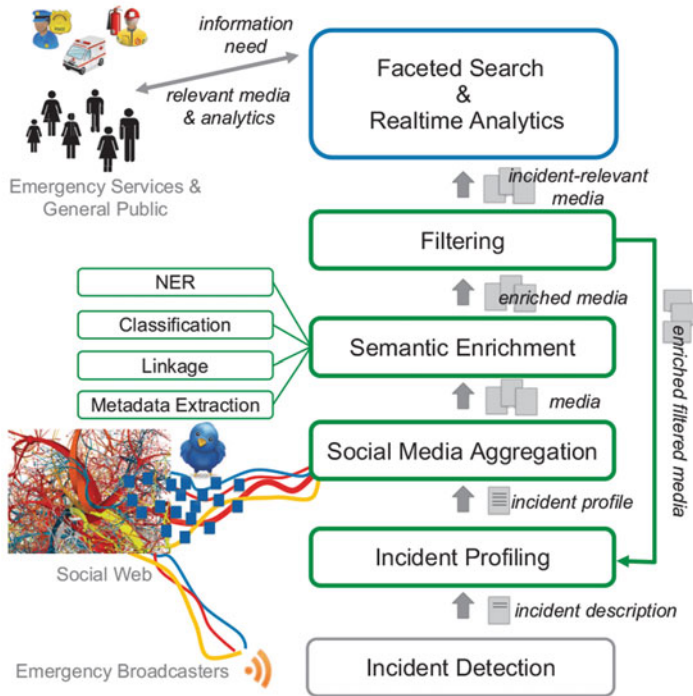 information
need
relevant media
& analytics
Emergency Services &
General Public
Faceted Search
&
Realtime Analytics
incident-relevant
media
Filtering
enriched media
enriched filtered media
NER
Classification
Linkage
Metadata Extraction
Semantic Enrichment
media
Social Media Aggregation
incident profile
Social Web
Incident Profiling
incident description
Emergency Broadcasters
Incident Detection